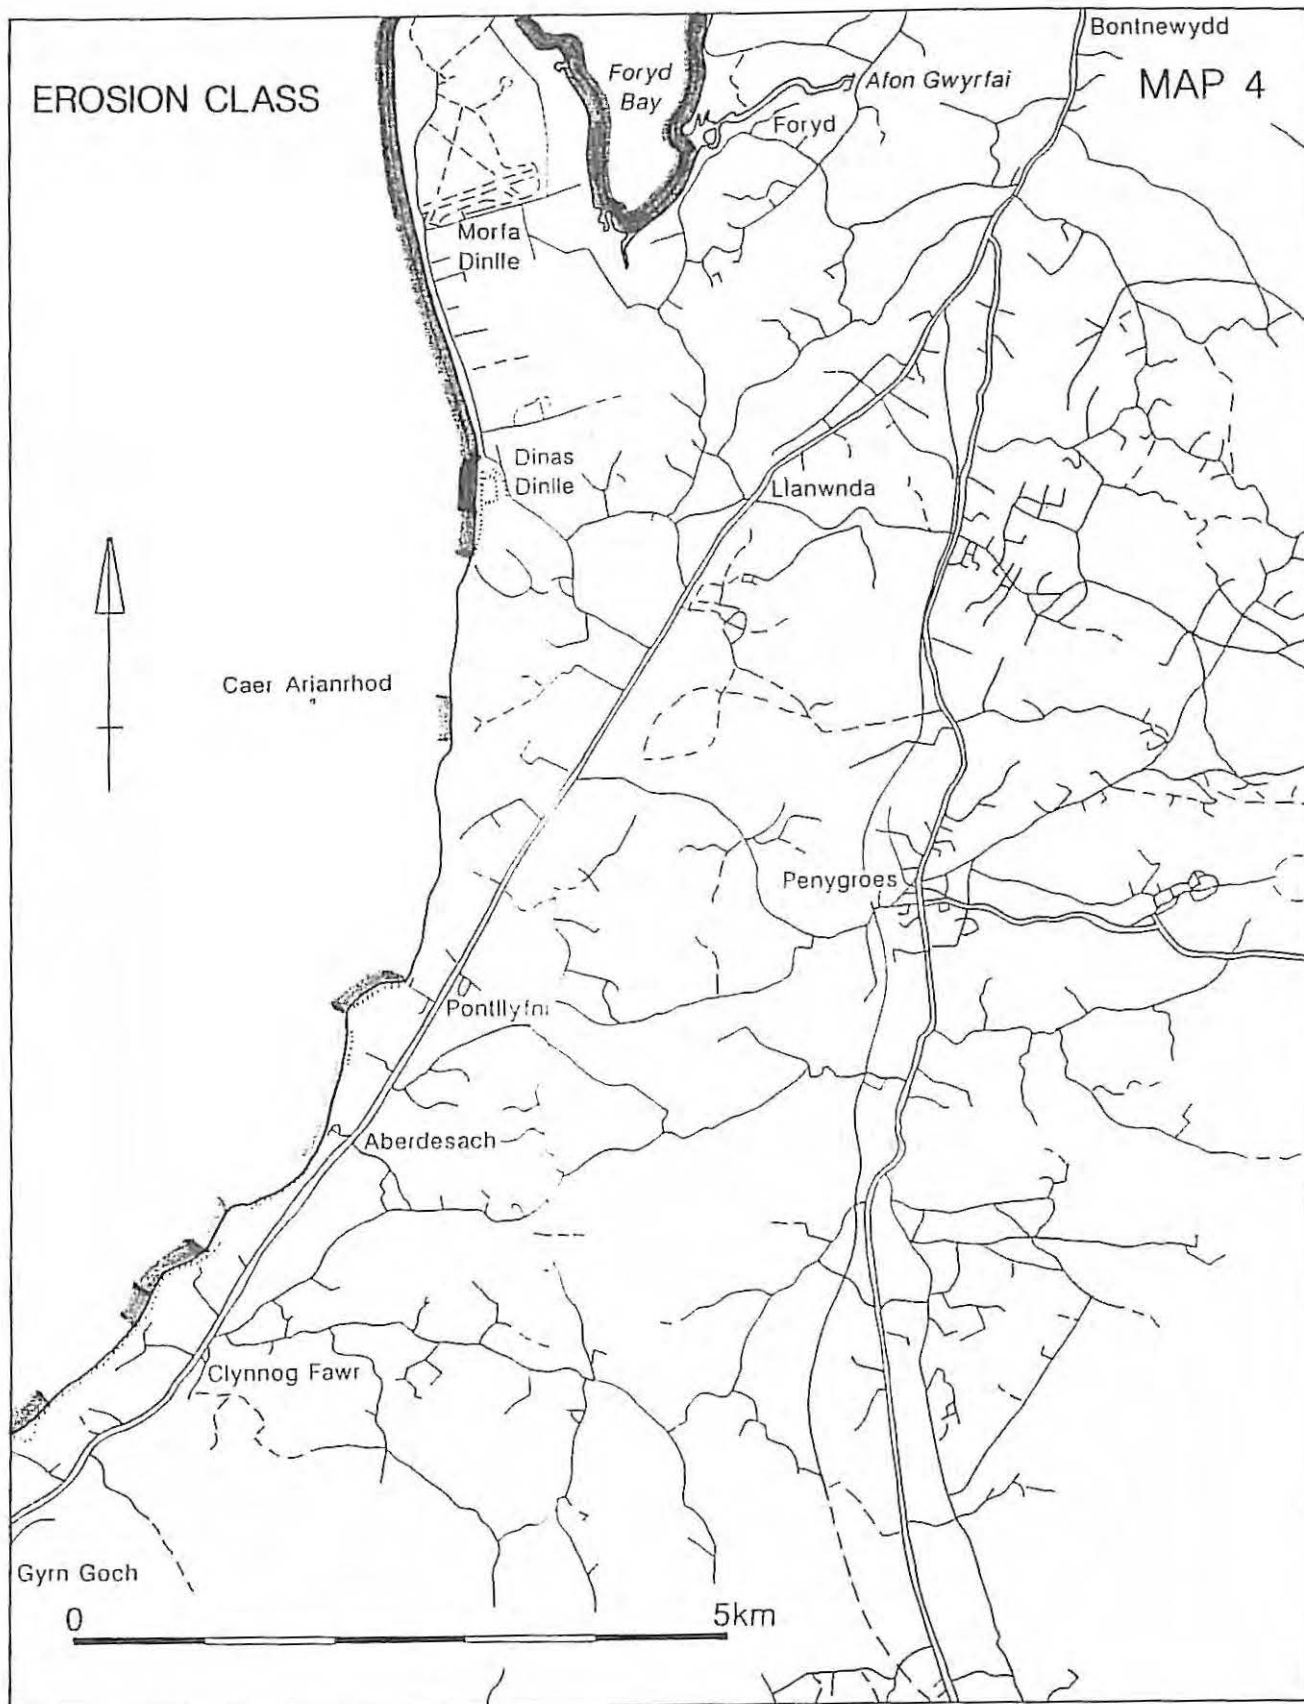 Bontnewydd
EROSION CLASS
Foryd
Bay
Afon Gwyrfai
MAP 4
Foryd
Morfa
Dinlle
Dinas
Dinlle
Llanwnda
Caer Arianrhod
Penygroes
Pontllyfni
Aberdesach
Clynnog Fawr
Gyrn Goch
0
5km